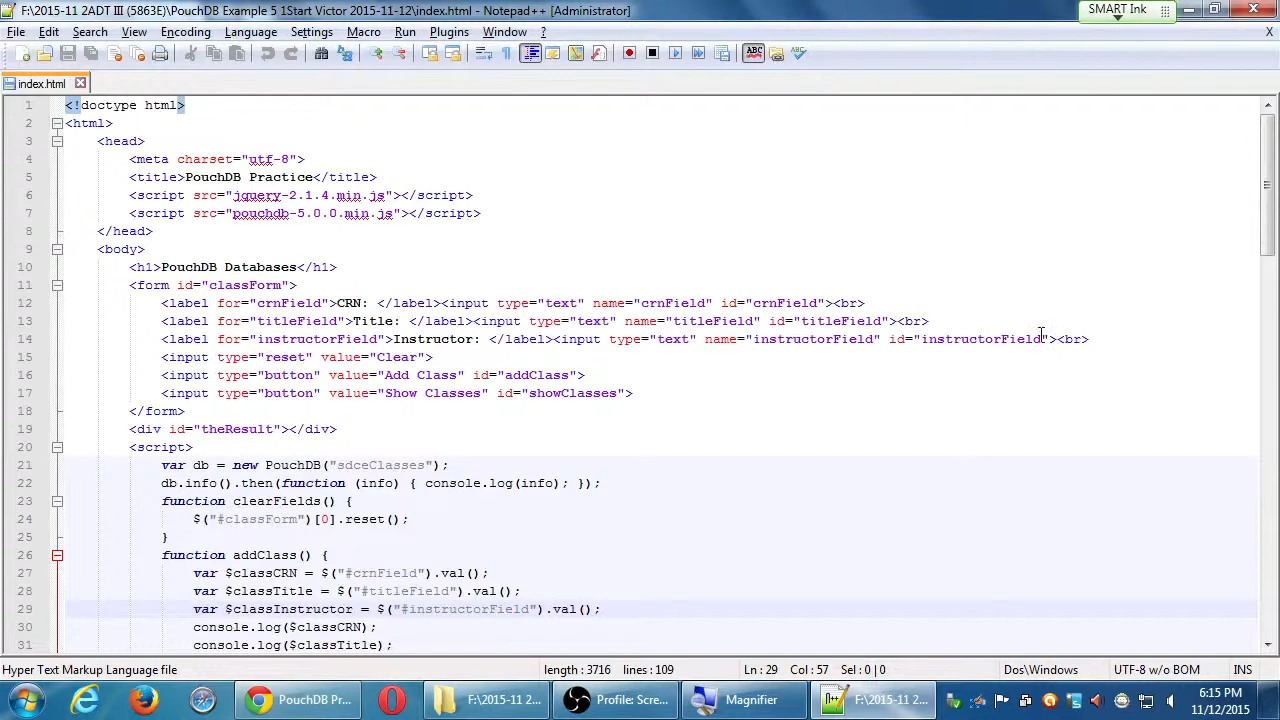 F:\2015-11 2ADT III (5863E)\PouchDB Example 5 1Start Victor 2015-11-12\index.html - Notepad++ [Administrator]
SMART Ink
File Edit Search View Encoding Language Settings Macro Run Plugins Window ? X
index.html
1 <!doctype html>
2 <html>
3 <head>
4 <meta charset="utf-8">
5 <title>PouchDB Practice</title>
6 <script src="jquery-2.1.4.min.js"></script>
7 <script src="pouchdb-5.0.0.min.js"></script>
8 </head>
9 <body>
10 <h1>PouchDB Databases</h1>
11 <form id="classForm">
12 <label for="crnField">CRN: </label><input type="text" name="crnField" id="crnField"><br>
13 <label for="titleField">Title: </label><input type="text" name="titleField" id="titleField"><br>
14 <label for="instructorField">Instructor: </label><input type="text" name="instructorField" id="instructorField"><br>
15 <input type="reset" value="Clear">
16 <input type="button" value="Add Class" id="addClass">
17 <input type="button" value="Show Classes" id="showClasses">
18 </form>
19 <div id="theResult"></div>
20 <script>
21 var db = new PouchDB("sdceClasses");
22 db.info().then(function (info) { console.log(info); });
23 function clearFields() {
24 $("#classForm")[0].reset();
25 }
26 function addClass() {
27 var $classCRN = $("#crnField").val();
28 var $classTitle = $("#titleField").val();
29 var $classInstructor = $("#instructorField").val();
30 console.log($classCRN);
31 console.log($classTitle);
Hyper Text Markup Language file length : 3716 lines : 109 Ln : 29 Col : 57 Sel : 0 | 0 Dos\Windows UTF-8 w/o BOM INS
PouchDB Pr... F:\2015-11 2... Profile: Scre... Magnifier F:\2015-11 2... 6:15 PM
11/12/2015